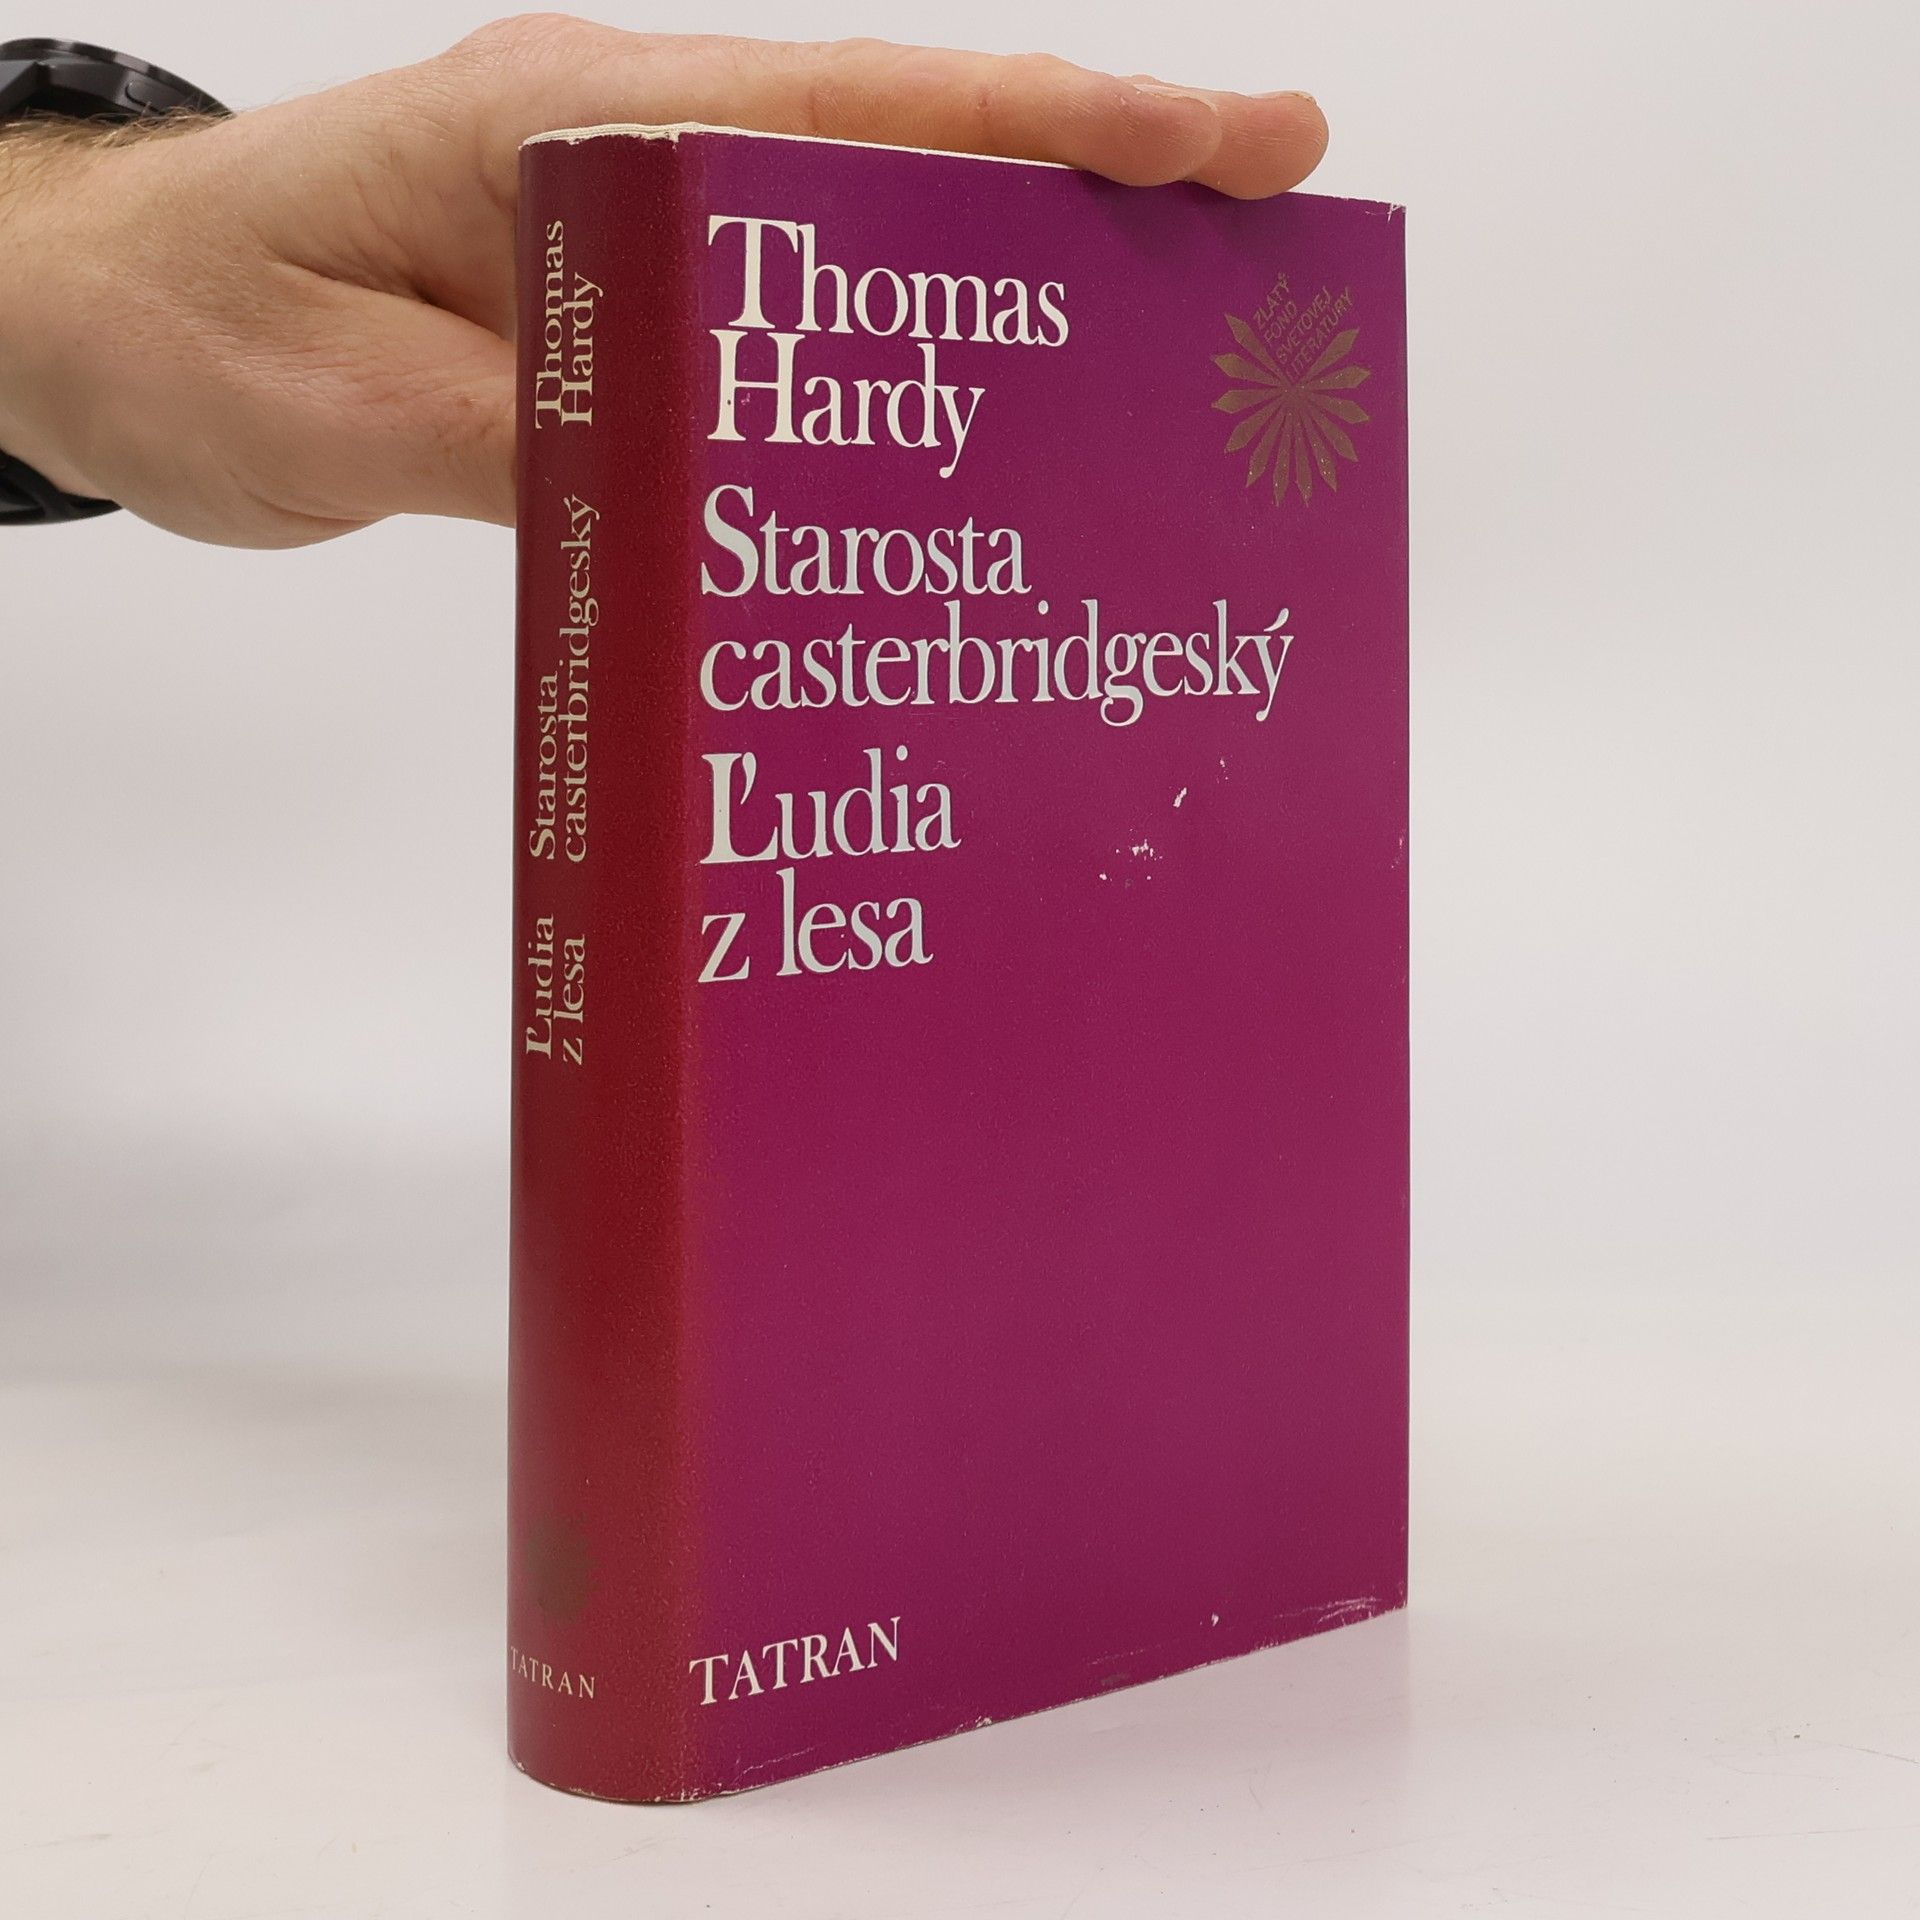 Thomas
Hardy
Starosta
casterbridgeský
Ľudia
z lesa
TATRAN
ZLATÝ
FOND
SVETOVEJ
LITERATÚRY
Thomas
Hardy
Starosta
casterbridgeský
Ľudia
z lesa
TATRAN